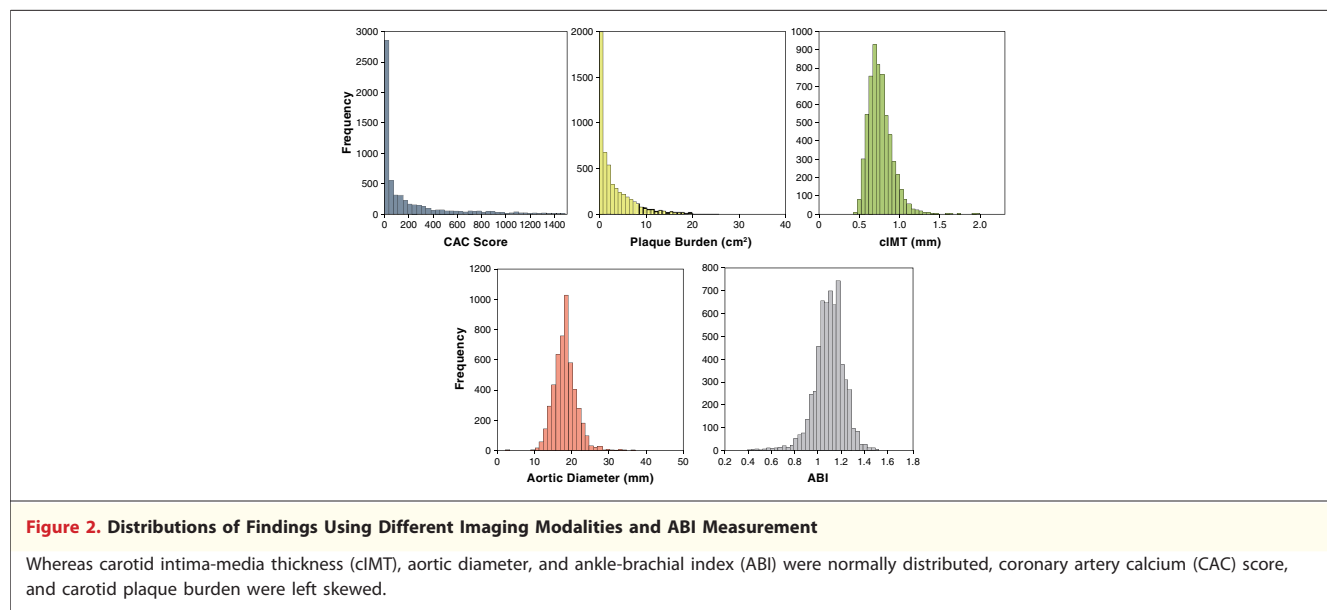 3000
2500
2000
1500
1000
500
0
Frequency
0 200 400 600 800 1000 1200 1400
CAC Score
2000
1500
1000
500
0
0 10 20 30 40
Plaque Burden (cm²)
1000
900
800
700
600
500
400
300
200
100
0
0 0.5 1.0 1.5 2.0
cIMT (mm)
1200
1000
800
600
400
200
0
Frequency
0 10 20 30 40 50
Aortic Diameter (mm)
800
700
600
500
400
300
200
100
0
0.2 0.4 0.6 0.8 1 1.2 1.4 1.6 1.8
ABI
Figure 2. Distributions of Findings Using Different Imaging Modalities and ABI Measurement
Whereas carotid intima-media thickness (cIMT), aortic diameter, and ankle-brachial index (ABI) were normally distributed, coronary artery calcium (CAC) score,
and carotid plaque burden were left skewed.